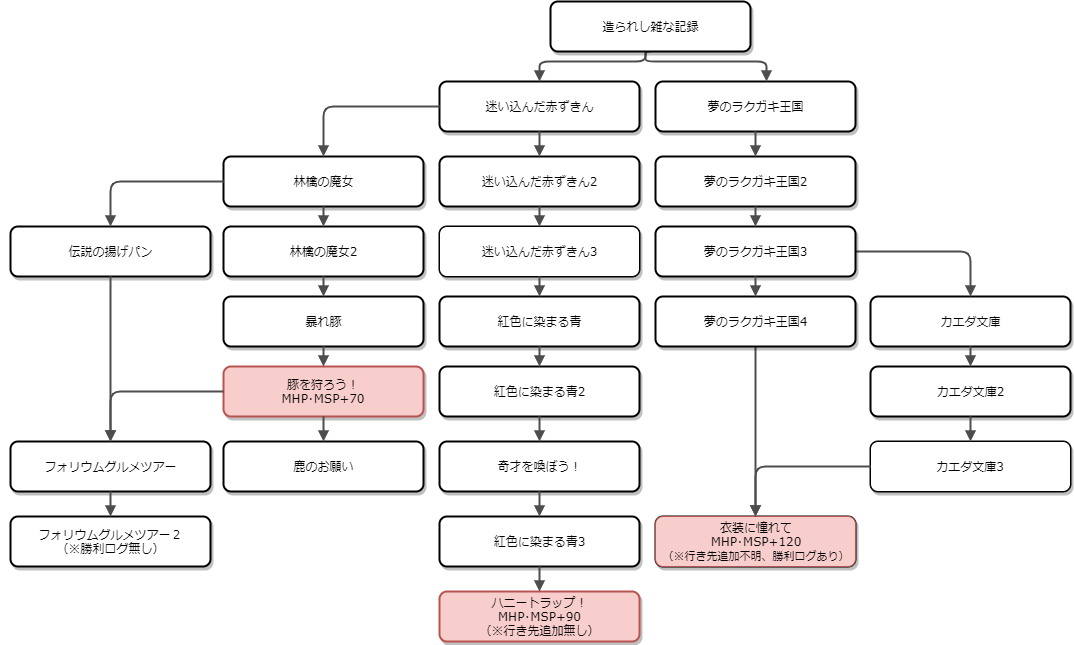 造られし雑な記録
迷い込んだ赤ずきん
夢のラクガキ王国
林檎の魔女
迷い込んだ赤ずきん2
夢のラクガキ王国2
伝説の揚げパン
林檎の魔女2
迷い込んだ赤ずきん3
夢のラクガキ王国3
暴れ豚
紅色に染まる青
夢のラクガキ王国4
カエダ文庫
豚を狩ろう!
MHP･MSP+70
紅色に染まる青2
カエダ文庫2
フォリウムグルメツアー
鹿のお願い
奇才を喚ぼう!
カエダ文庫3
フォリウムグルメツアー2
(※勝利ログ無し)
紅色に染まる青3
衣装に憧れて
MHP･MSP+120
(※行き先追加不明、勝利ログあり)
ハニートラップ!
MHP･MSP+90
(※行き先追加無し)